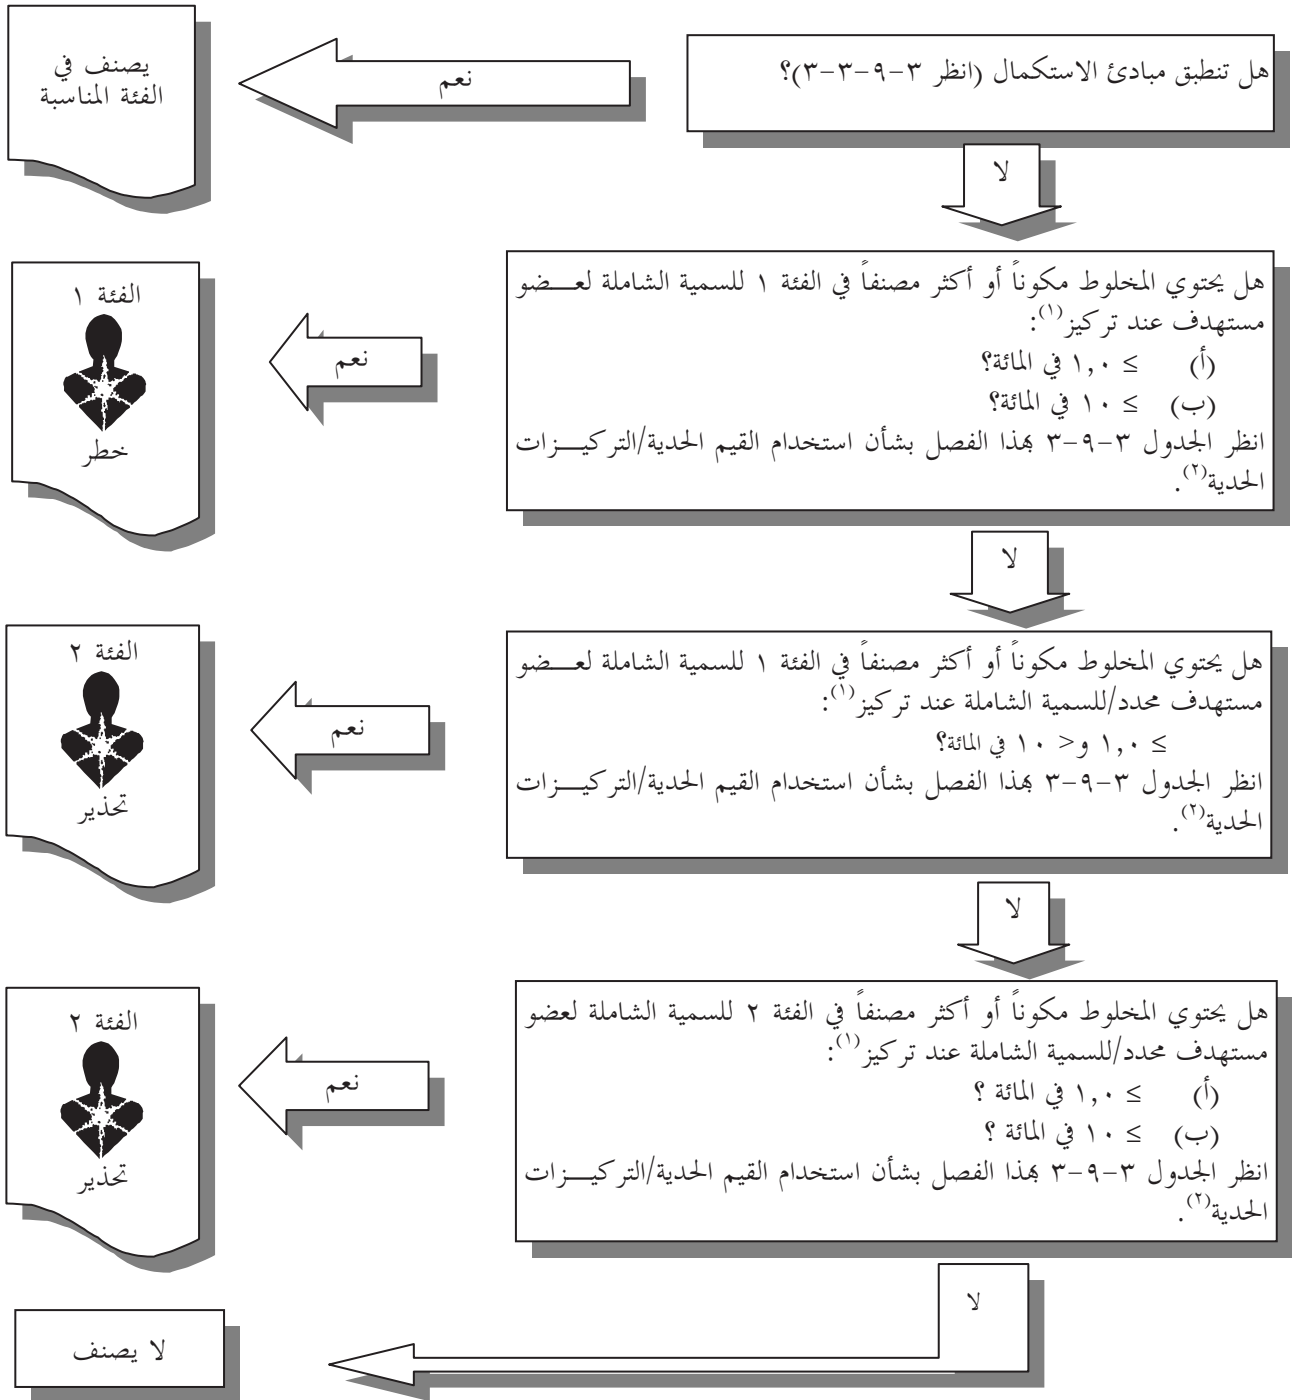 هل تنطبق مبادئ الاستكمال (انظر ٣-٩-٣-٣)؟
نعم
يصنف في
الفئة المناسبة
لا
هل يحتوي المخلوط مكوناً أو أكثر مصنفاً في الفئة ١ للسمية الشاملة لعـــضو
مستهدف عند تركيز(١):
(أ) ≤ ١,٠ في المائة؟
(ب) ≤ ١٠ في المائة؟
انظر الجدول ٣-٩-٣ بهذا الفصل بشأن استخدام القيم الحدية/التركيـــزات
الحدية(٢).
نعم
الفئة ١
خطر
لا
هل يحتوي المخلوط مكوناً أو أكثر مصنفاً في الفئة ١ للسمية الشاملة لعـــضو
مستهدف محدد/للسمية الشاملة عند تركيز(١):
≤ ١,٠ و> ١٠ في المائة؟
انظر الجدول ٣-٩-٣ بهذا الفصل بشأن استخدام القيم الحدية/التركيـــزات
الحدية(٢).
نعم
الفئة ٢
تحذير
لا
هل يحتوي المخلوط مكوناً أو أكثر مصنفاً في الفئة ٢ للسمية الشاملة لعضو
مستهدف محدد/للسمية الشاملة عند تركيز(١):
(أ) ≤ ١,٠ في المائة ؟
(ب) ≤ ١٠ في المائة ؟
انظر الجدول ٣-٩-٣ بهذا الفصل بشأن استخدام القيم الحدية/التركيـــزات
الحدية(٢).
نعم
الفئة ٢
تحذير
لا
لا يصنف